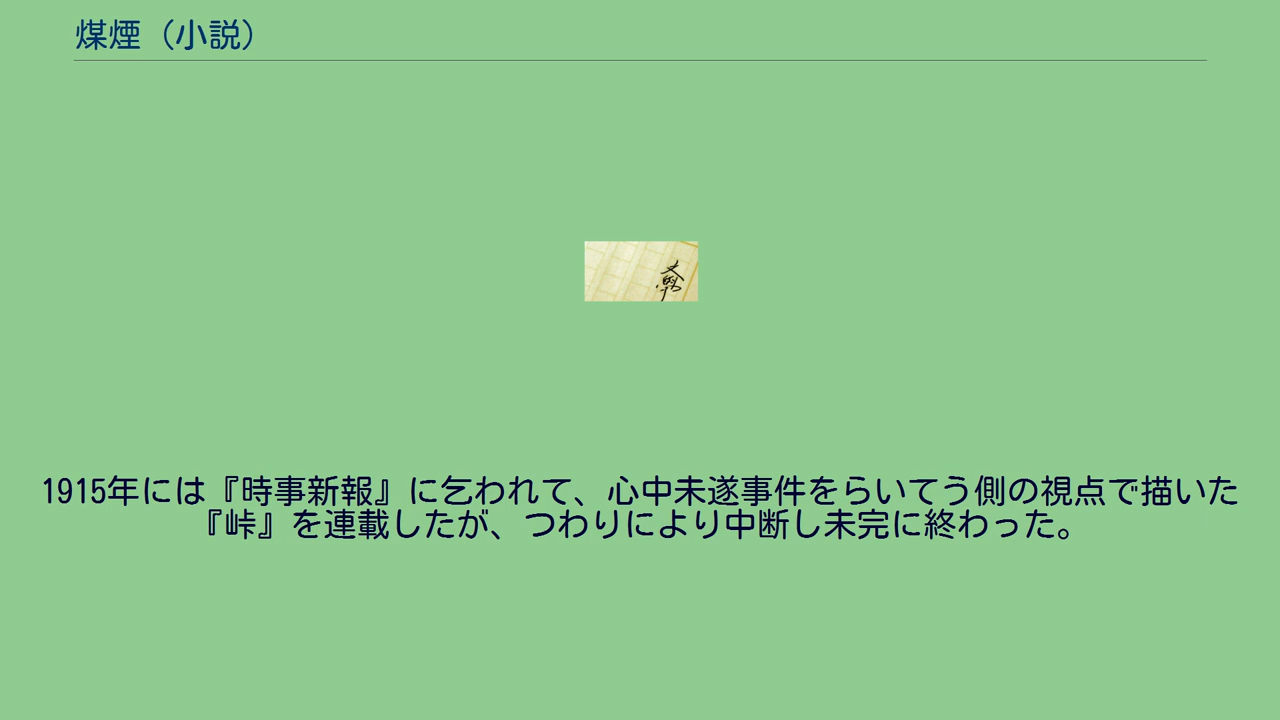 煤煙（小説）
1915年には『時事新報』に乞われて、心中未遂事件をらいてう側の視点で描いた
『峠』を連載したが、つわりにより中断し未完に終わった。